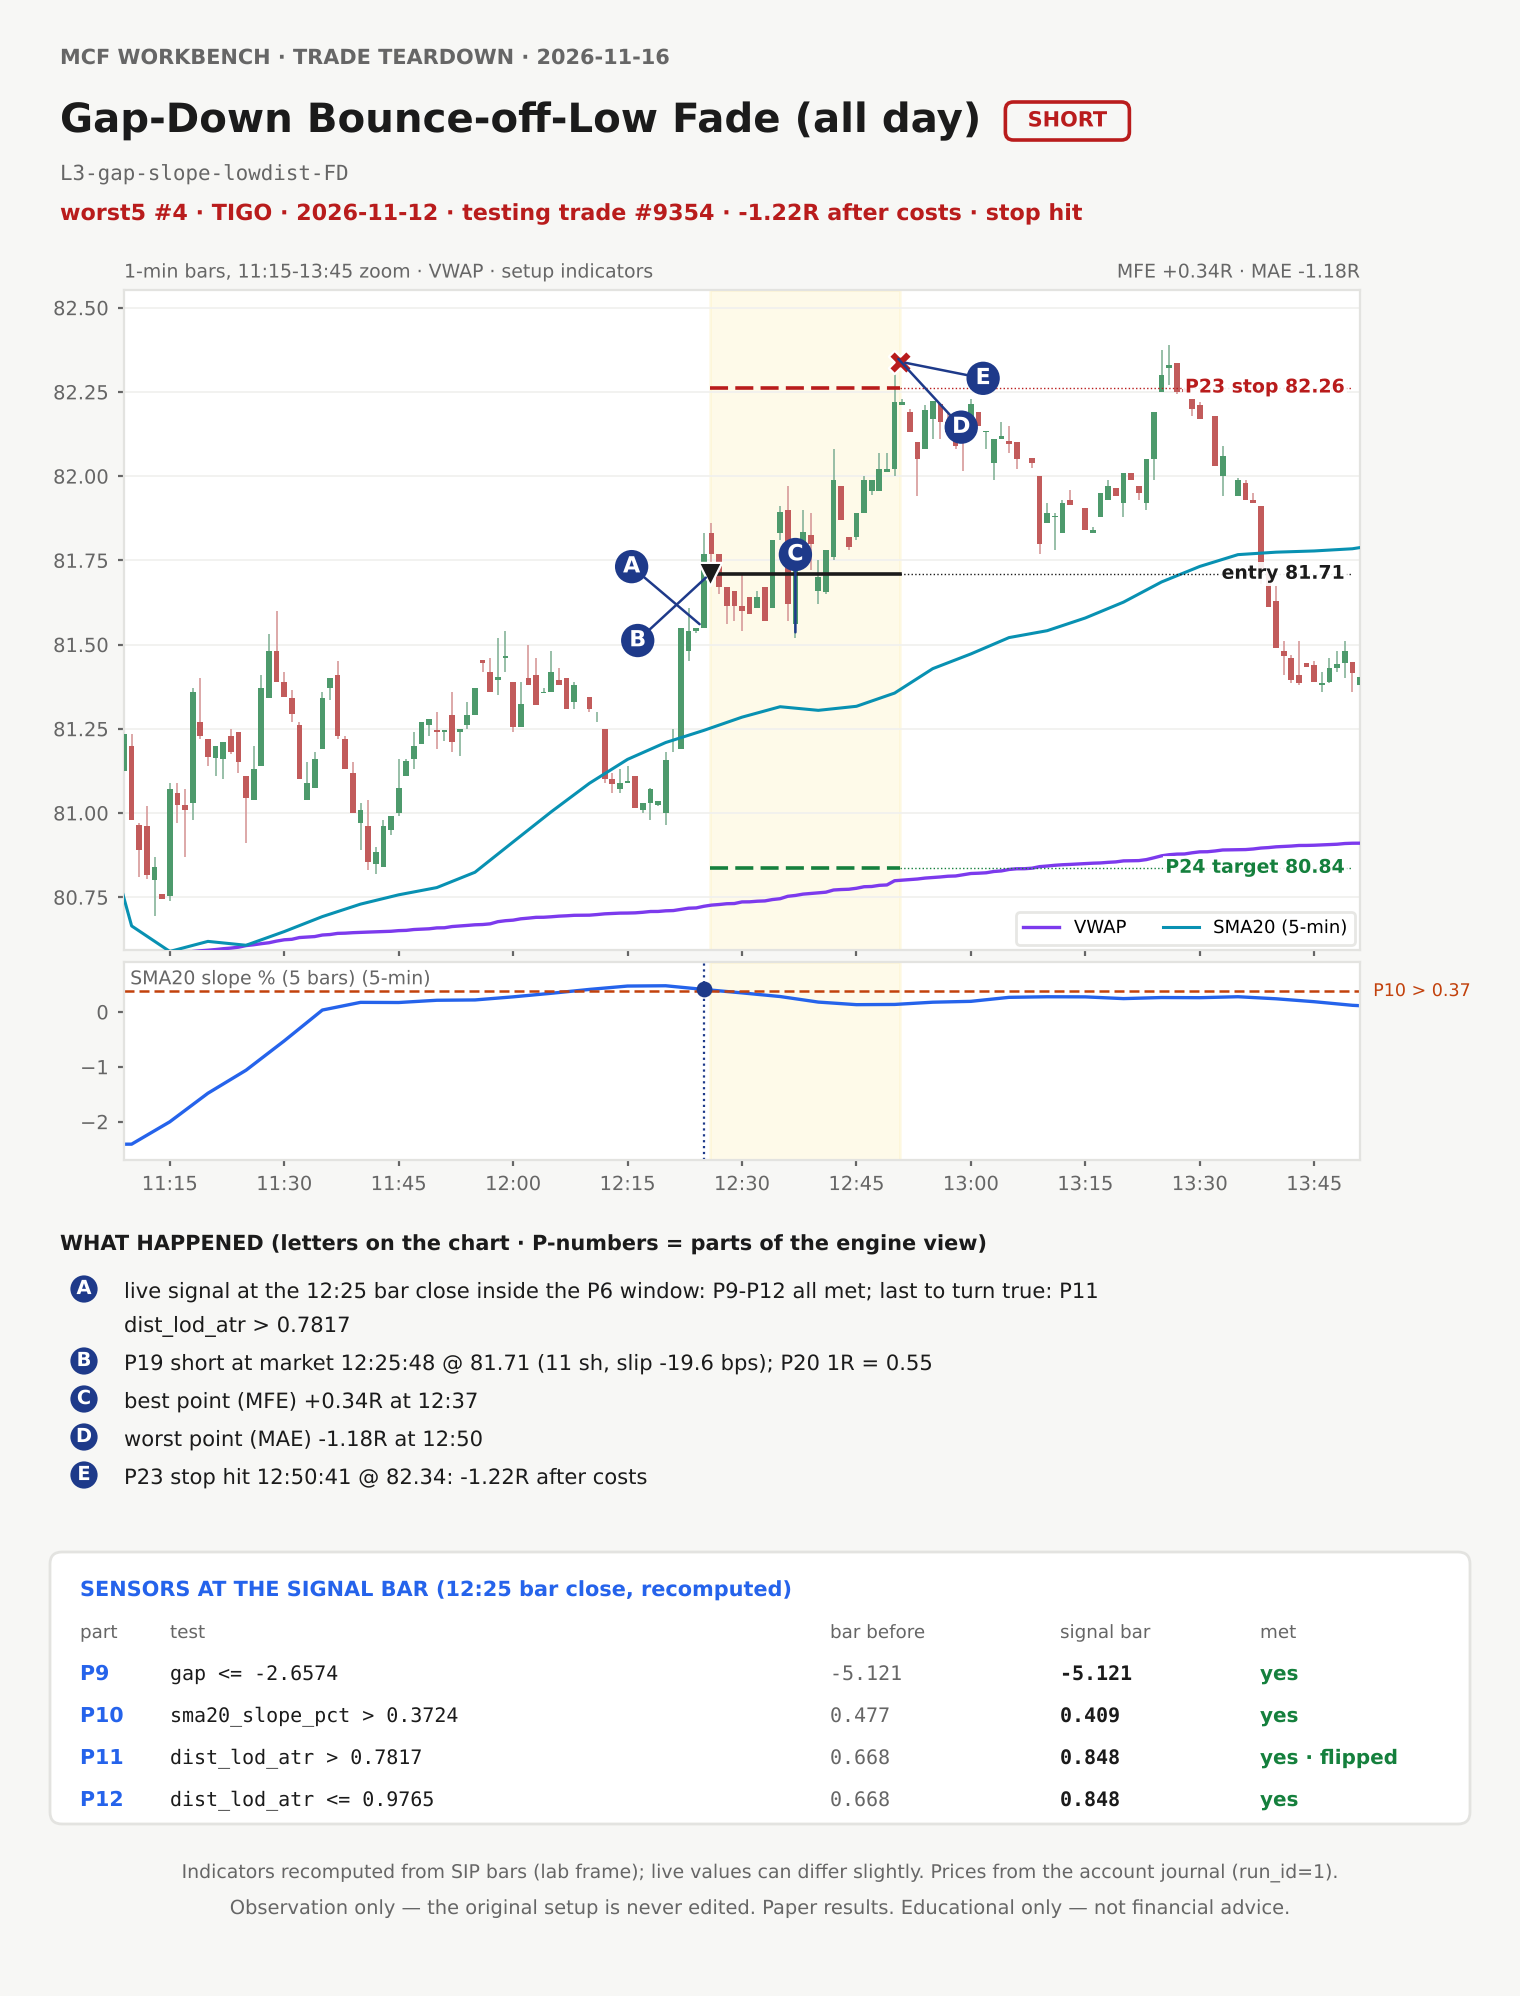 MCF WORKBENCH · TRADE TEARDOWN · 2026-11-16
Gap-Down Bounce-off-Low Fade (all day) SHORT
L3-gap-slope-lowdist-FD
worst5 #4 · TIGO · 2026-11-12 · testing trade #9354 · -1.22R after costs · stop hit
1-min bars, 11:15-13:45 zoom · VWAP · setup indicators MFE +0.34R · MAE -1.18R
82.50
82.25
82.00
81.75
81.50
81.25
81.00
80.75
E
P23 stop 82.26
D
C
A
entry 81.71
B
P24 target 80.84
VWAP SMA20 (5-min)
SMA20 slope % (5 bars) (5-min)
P10 > 0.37
0
−1
−2
11:15 11:30 11:45 12:00 12:15 12:30 12:45 13:00 13:15 13:30 13:45
WHAT HAPPENED (letters on the chart · P-numbers = parts of the engine view)
A live signal at the 12:25 bar close inside the P6 window: P9-P12 all met; last to turn true: P11
dist_lod_atr > 0.7817
B P19 short at market 12:25:48 @ 81.71 (11 sh, slip -19.6 bps); P20 1R = 0.55
C best point (MFE) +0.34R at 12:37
D worst point (MAE) -1.18R at 12:50
E P23 stop hit 12:50:41 @ 82.34: -1.22R after costs
SENSORS AT THE SIGNAL BAR (12:25 bar close, recomputed)
part test bar before signal bar met
P9 gap <= -2.6574 -5.121 -5.121 yes
P10 sma20_slope_pct > 0.3724 0.477 0.409 yes
P11 dist_lod_atr > 0.7817 0.668 0.848 yes · flipped
P12 dist_lod_atr <= 0.9765 0.668 0.848 yes
Indicators recomputed from SIP bars (lab frame); live values can differ slightly. Prices from the account journal (run_id=1).
Observation only — the original setup is never edited. Paper results. Educational only — not financial advice.